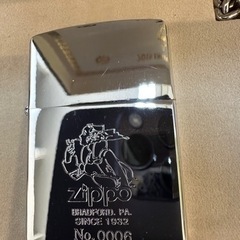 Zippo
BRADFORD, PA.
SINCE 1932
No.0006